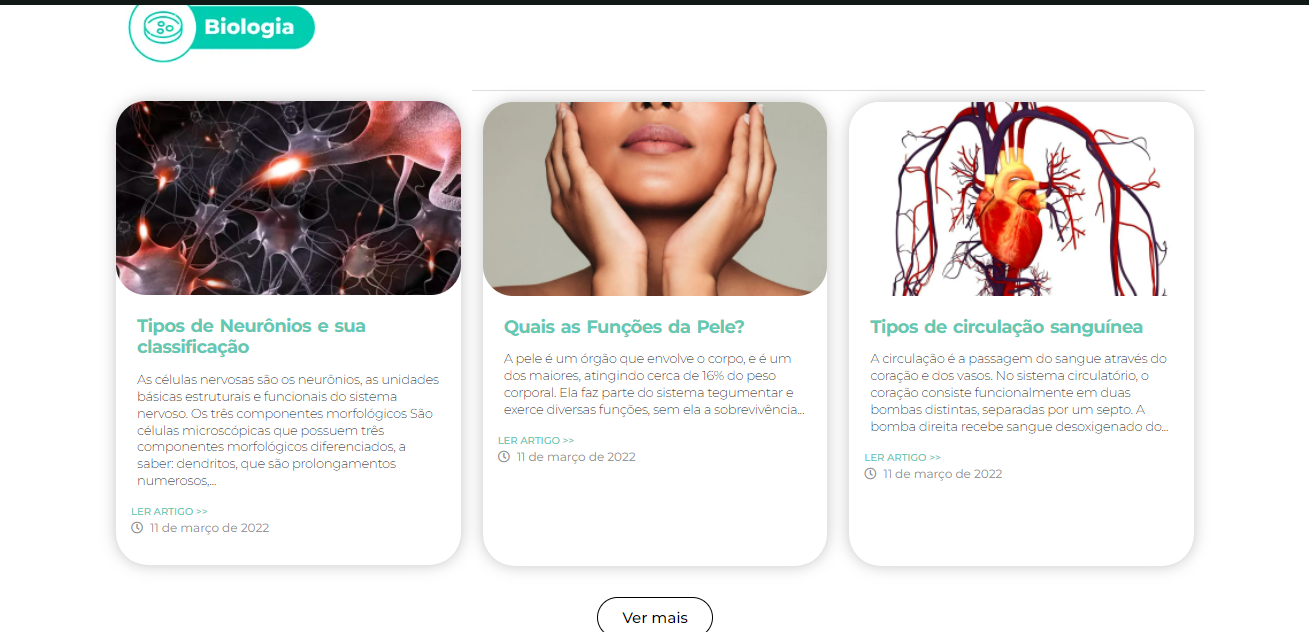 Biologia
Tipos de Neurônios e sua
classificação
As células nervosas são os neurônios, as unidades
básicas estruturais e funcionais do sistema
nervoso. Os três componentes morfológicos São
células microscópicas que possuem três
componentes morfológicos diferenciados, a
saber: dendritos, que são prolongamentos
numerosos,...
LER ARTIGO >>
11 de março de 2022
Quais as Funções da Pele?
A pele é um órgão que envolve o corpo, e é um
dos maiores, atingindo cerca de 16% do peso
corporal. Ela faz parte do sistema tegumentar e
exerce diversas funções, sem ela a sobrevivência...
LER ARTIGO >>
11 de março de 2022
Tipos de circulação sanguínea
A circulação é a passagem do sangue através do
coração e dos vasos. No sistema circulatório, o
coração consiste funcionalmente em duas
bombas distintas, separadas por um septo. A
bomba direita recebe sangue desoxigenado do...
LER ARTIGO >>
11 de março de 2022
Ver mais